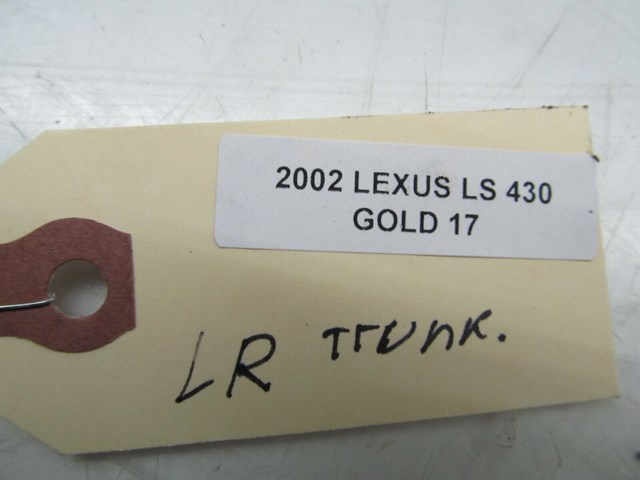 2002 LEXUS LS 430
GOLD 17
LR Trunk.